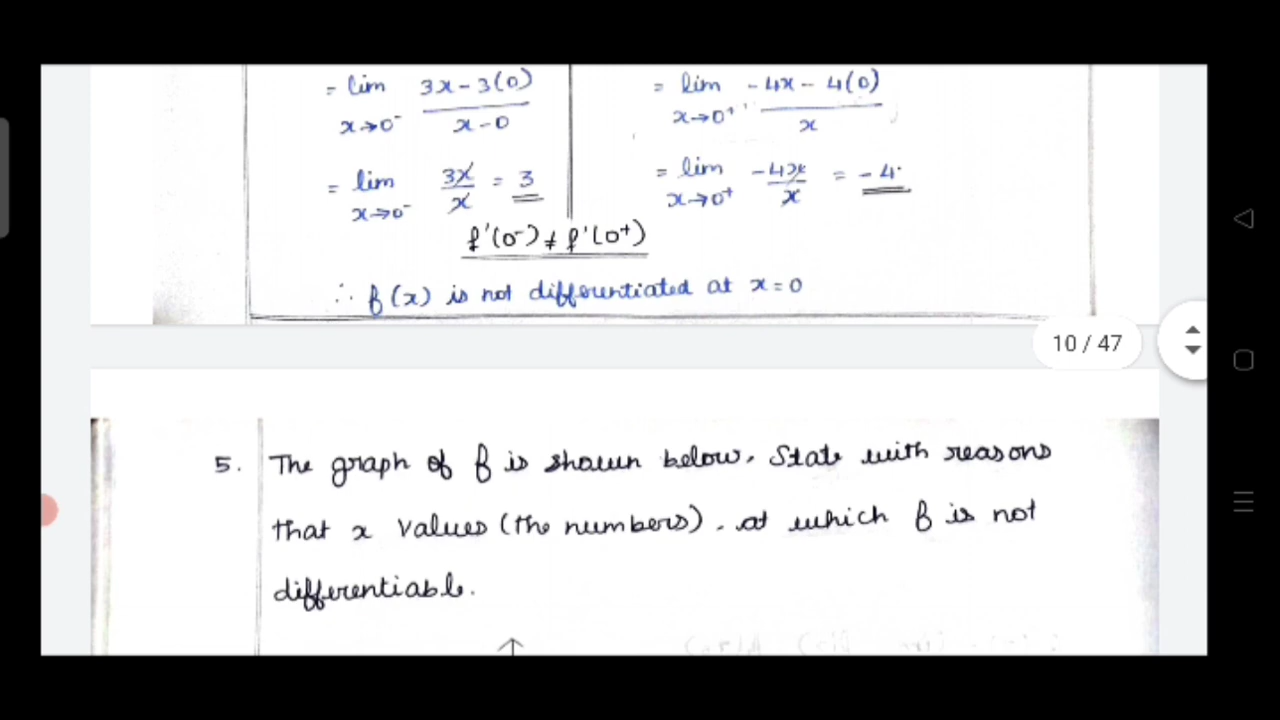 = lim 3x-3(0) / x-0
x→0⁻
= lim 3x / x = 3
x→0⁻
= lim -4x - 4(0) / x
x→0⁺
= lim -4x / x = -4.
x→0⁺
f'(0⁻) ≠ f'(0⁺)
∴ f(x) is not differentiated at x=0
10 / 47
5. The graph of f is shown below. State with reasons
that x values (the numbers), at which f is not
differentiable.